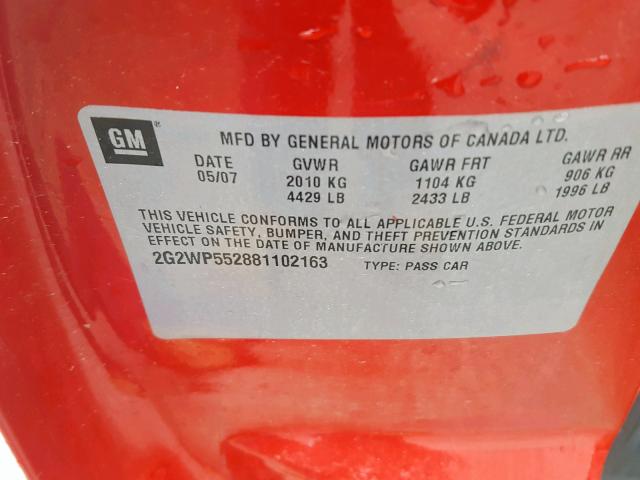 GM ®
MFD BY GENERAL MOTORS OF CANADA LTD.
DATE GVWR GAWR FRT GAWR RR
05/07 2010 KG 1104 KG 906 KG
4429 LB 2433 LB 1996 LB
THIS VEHICLE CONFORMS TO ALL APPLICABLE U.S. FEDERAL MOTOR
VEHICLE SAFETY, BUMPER, AND THEFT PREVENTION STANDARDS IN
EFFECT ON THE DATE OF MANUFACTURE SHOWN ABOVE.
2G2WP552881102163 TYPE: PASS CAR